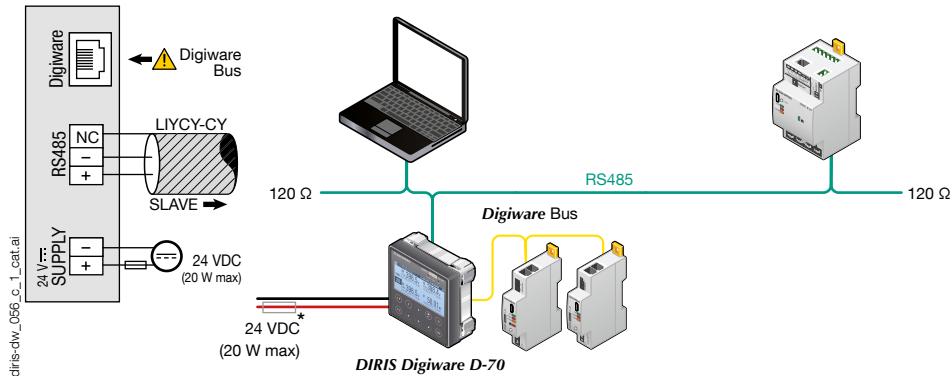 Digiware
Digiware
Bus
RS485
NC
–
+
LIYCY-CY
SLAVE
24 V
SUPPLY
–
+
24 VDC
(20 W max)
diris-dw_056_c_1_cat.ai
120 Ω
RS485
120 Ω
Digiware Bus
24 VDC*
(20 W max)
DIRIS Digiware D-70